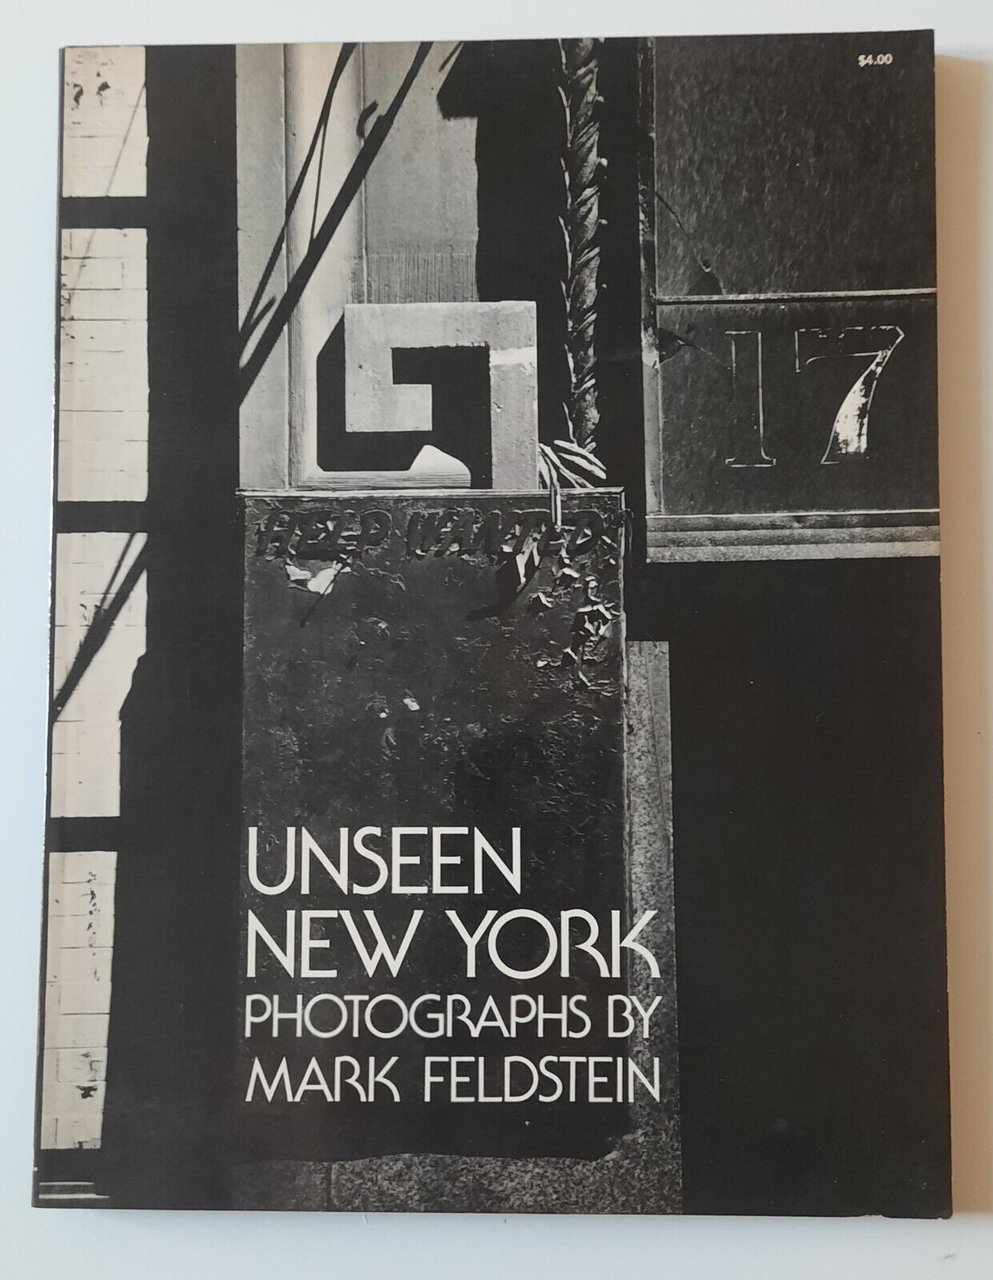 $4.00
17
HELP WANTED
UNSEEN
NEW YORK
PHOTOGRAPHS BY
MARK FELDSTEIN